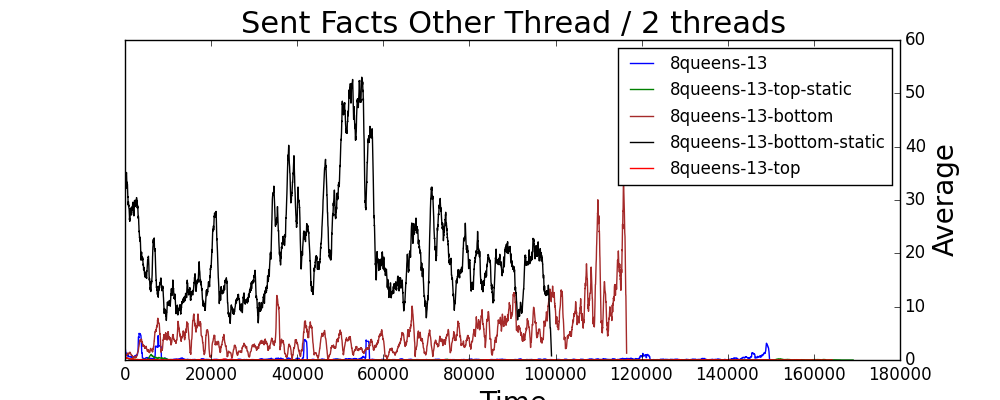 Sent Facts Other Thread / 2 threads
60
50
40
30
20
10
0
Average
8queens-13
8queens-13-top-static
8queens-13-bottom
8queens-13-bottom-static
8queens-13-top
0 20000 40000 60000 80000 100000 120000 140000 160000 180000
Time